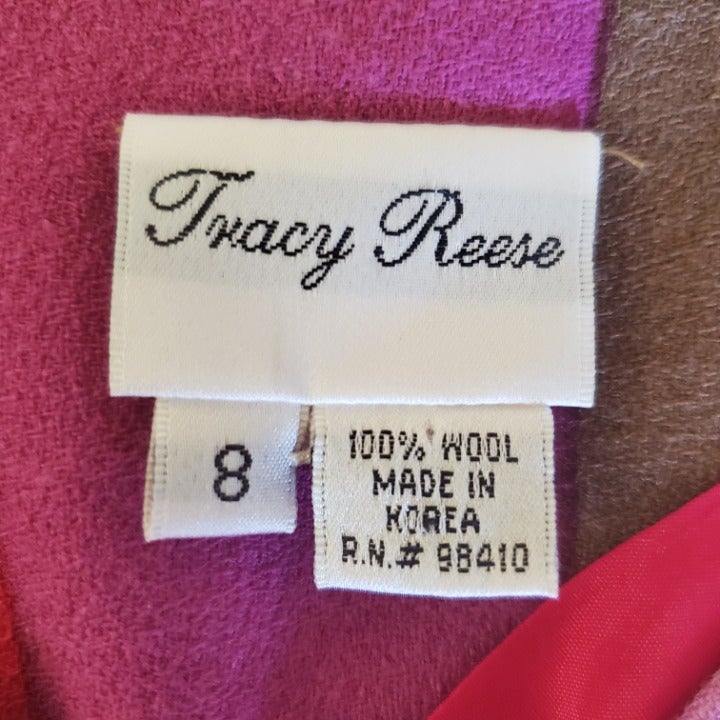 Tracy Reese
8
100% WOOL
MADE IN
KOREA
R.N.# 98410